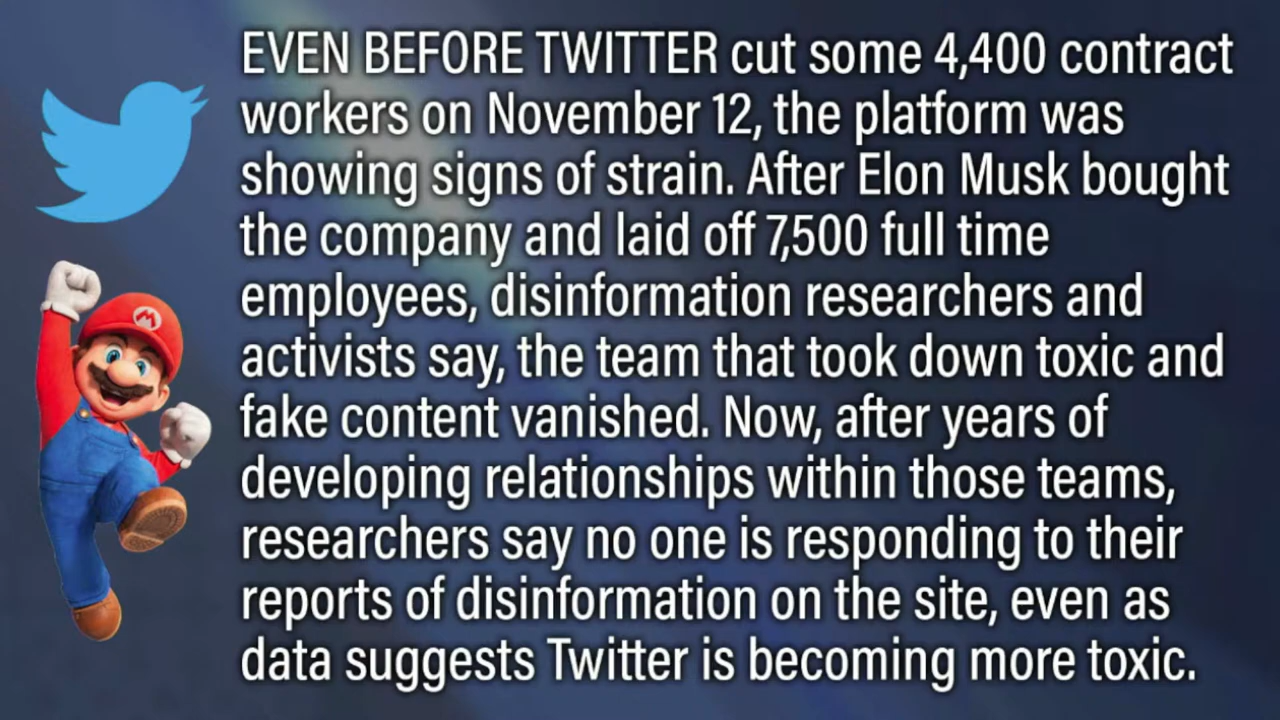 EVEN BEFORE TWITTER cut some 4,400 contract
workers on November 12, the platform was
showing signs of strain. After Elon Musk bought
the company and laid off 7,500 full time
employees, disinformation researchers and
activists say, the team that took down toxic and
fake content vanished. Now, after years of
developing relationships within those teams,
researchers say no one is responding to their
reports of disinformation on the site, even as
data suggests Twitter is becoming more toxic.
M